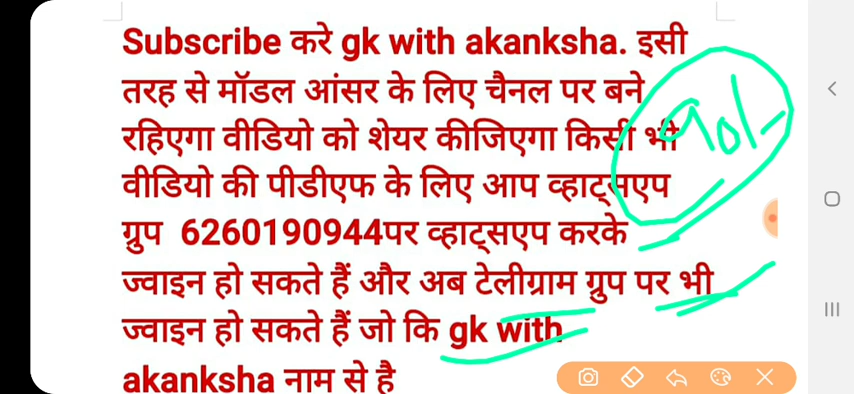 Subscribe करे gk with akanksha. इसी
तरह से मॉडल आंसर के लिए चैनल पर बने
रहिएगा वीडियो को शेयर कीजिएगा किसी भी
वीडियो की पीडीएफ के लिए आप व्हाट्सएप
ग्रुप 6260190944पर व्हाट्सएप करके
ज्वाइन हो सकते हैं और अब टेलीग्राम ग्रुप पर भी
ज्वाइन हो सकते हैं जो कि gk with
akanksha नाम से है